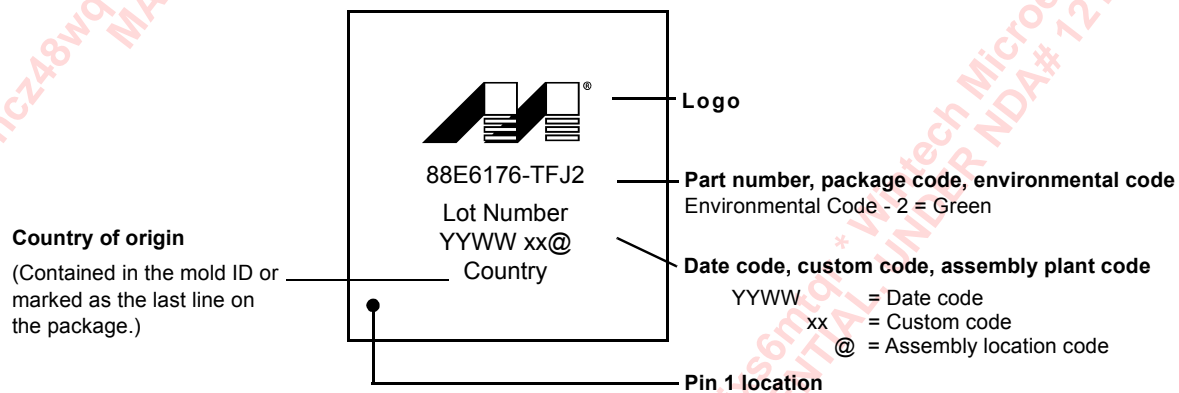 ®
Logo
88E6176-TFJ2
Part number, package code, environmental code
Environmental Code - 2 = Green
Lot Number
YYWW xx@
Country
Country of origin
(Contained in the mold ID or
marked as the last line on
the package.)
Date code, custom code, assembly plant code
YYWW = Date code
xx = Custom code
@ = Assembly location code
Pin 1 location